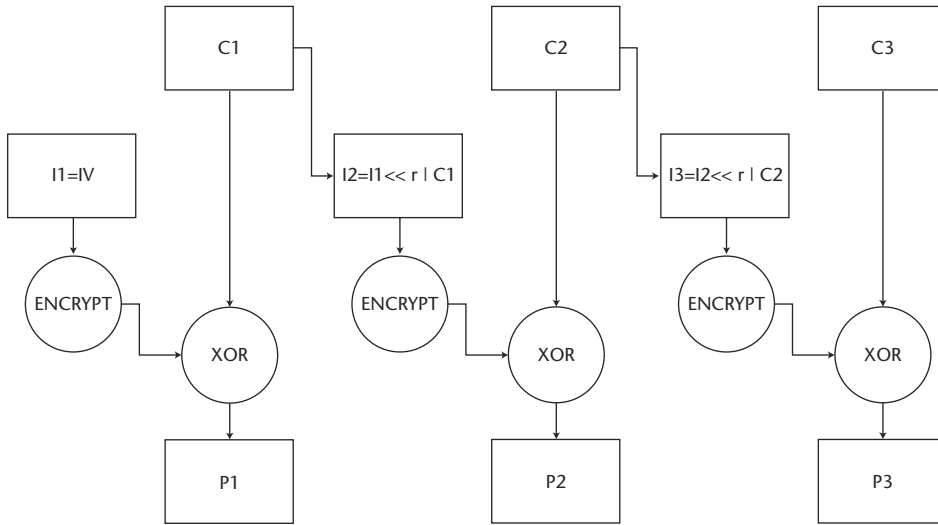 C1
C2
C3
I1=IV
I2=I1<< r | C1
I3=I2<< r | C2
ENCRYPT
ENCRYPT
ENCRYPT
XOR
XOR
XOR
P1
P2
P3